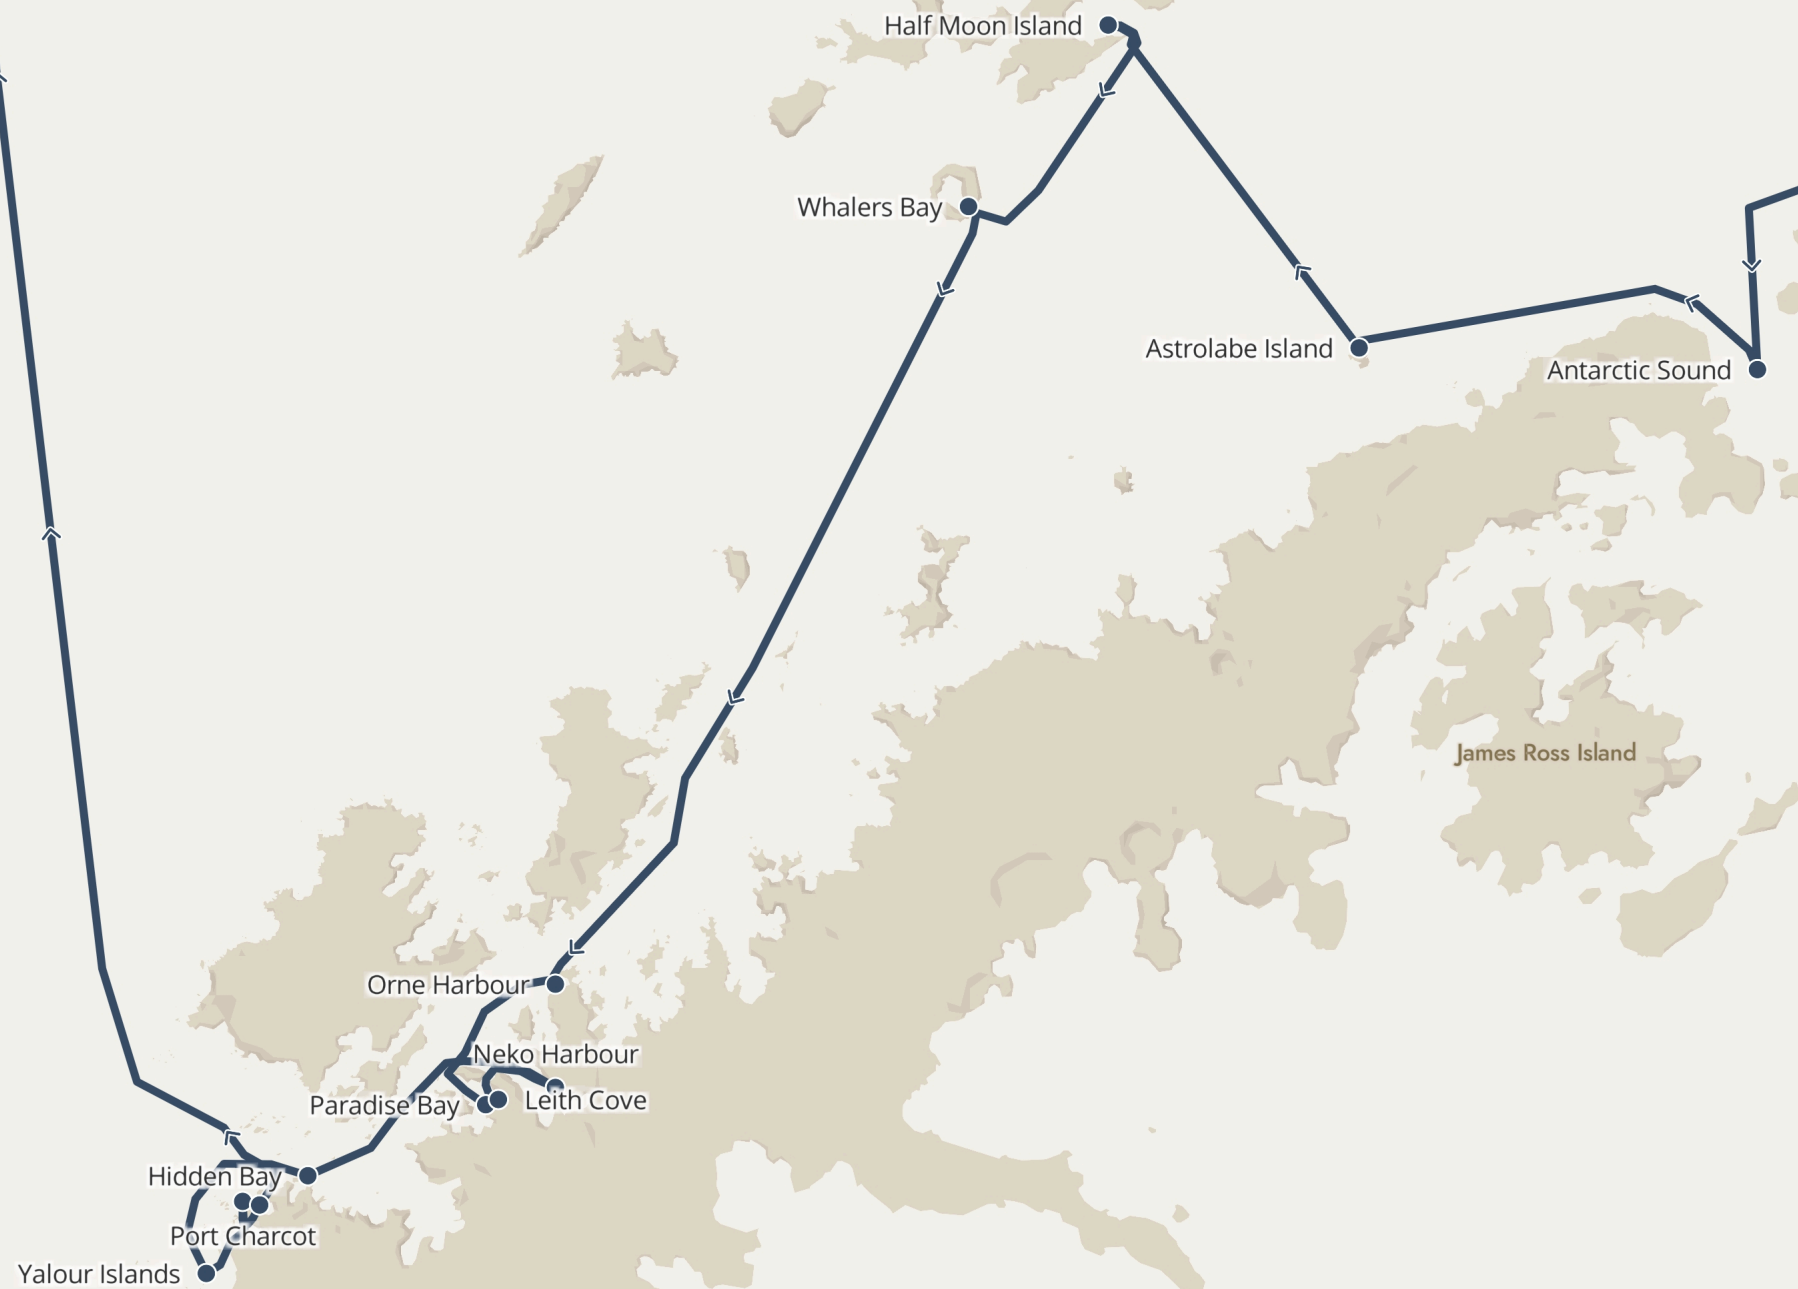 Half Moon Island
Whalers Bay
Astrolabe Island
Antarctic Sound
James Ross Island
Orne Harbour
Neko Harbour
Leith Cove
Paradise Bay
Hidden Bay
Port Charcot
Yalour Islands